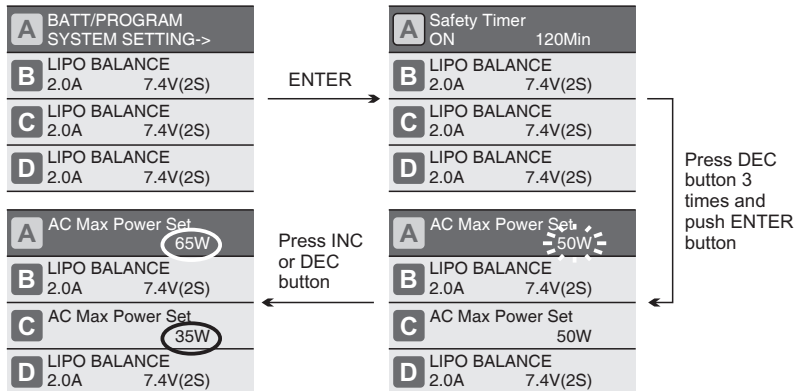 A BATT/PROGRAM
SYSTEM SETTING->
B LIPO BALANCE
2.0A 7.4V(2S)
C LIPO BALANCE
2.0A 7.4V(2S)
D LIPO BALANCE
2.0A 7.4V(2S)
ENTER
A Safety Timer
ON 120Min
B LIPO BALANCE
2.0A 7.4V(2S)
C LIPO BALANCE
2.0A 7.4V(2S)
D LIPO BALANCE
2.0A 7.4V(2S)
Press DEC
button 3
times and
push ENTER
button
A AC Max Power Set
50W
B LIPO BALANCE
2.0A 7.4V(2S)
C AC Max Power Set
50W
D LIPO BALANCE
2.0A 7.4V(2S)
Press INC
or DEC
button
A AC Max Power Set
65W
B LIPO BALANCE
2.0A 7.4V(2S)
C AC Max Power Set
35W
D LIPO BALANCE
2.0A 7.4V(2S)